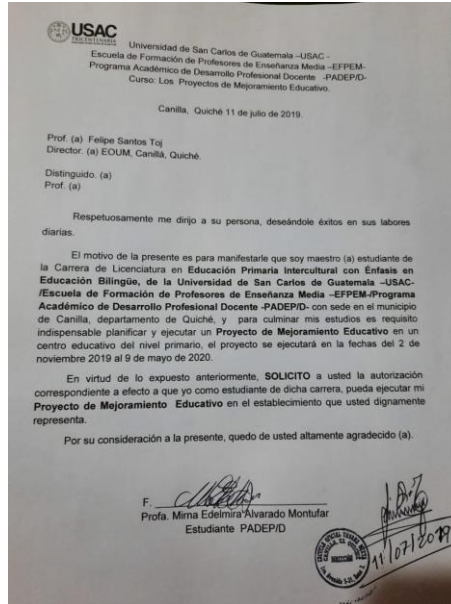 USAC
TRICENTENARIA
Universidad de San Carlos de Guatemala –USAC -
Escuela de Formación de Profesores de Enseñanza Media –EFPEM-
Programa Académico de Desarrollo Profesional Docente -PADEP/D-
Curso: Los Proyectos de Mejoramiento Educativo.
Canilla, Quiché 11 de julio de 2019.
Prof. (a) Felipe Santos Toj
Director. (a) EOUM, Canillá, Quiché.
Distinguido. (a)
Prof. (a)
Respetuosamente me dirijo a su persona, deseándole éxitos en sus labores
diarias.
El motivo de la presente es para manifestarle que soy maestro (a) estudiante de
la Carrera de Licenciatura en Educación Primaria Intercultural con Énfasis en
Educación Bilingüe, de la Universidad de San Carlos de Guatemala –USAC-
/Escuela de Formación de Profesores de Enseñanza Media –EFPEM-/Programa
Académico de Desarrollo Profesional Docente -PADEP/D- con sede en el municipio
de Canilla, departamento de Quiché, y para culminar mis estudios es requisito
indispensable planificar y ejecutar un Proyecto de Mejoramiento Educativo en un
centro educativo del nivel primario, el proyecto se ejecutará en la fechas del 2 de
noviembre 2019 al 9 de mayo de 2020.
En virtud de lo expuesto anteriormente, SOLICITO a usted la autorización
correspondiente a efecto a que yo como estudiante de dicha carrera, pueda ejecutar mi
Proyecto de Mejoramiento Educativo en el establecimiento que usted dignamente
representa.
Por su consideración a la presente, quedo de usted altamente agradecido (a).
F.
Profa. Mirna Edelmira Alvarado Montufar
Estudiante PADEP/D
11/07/2019